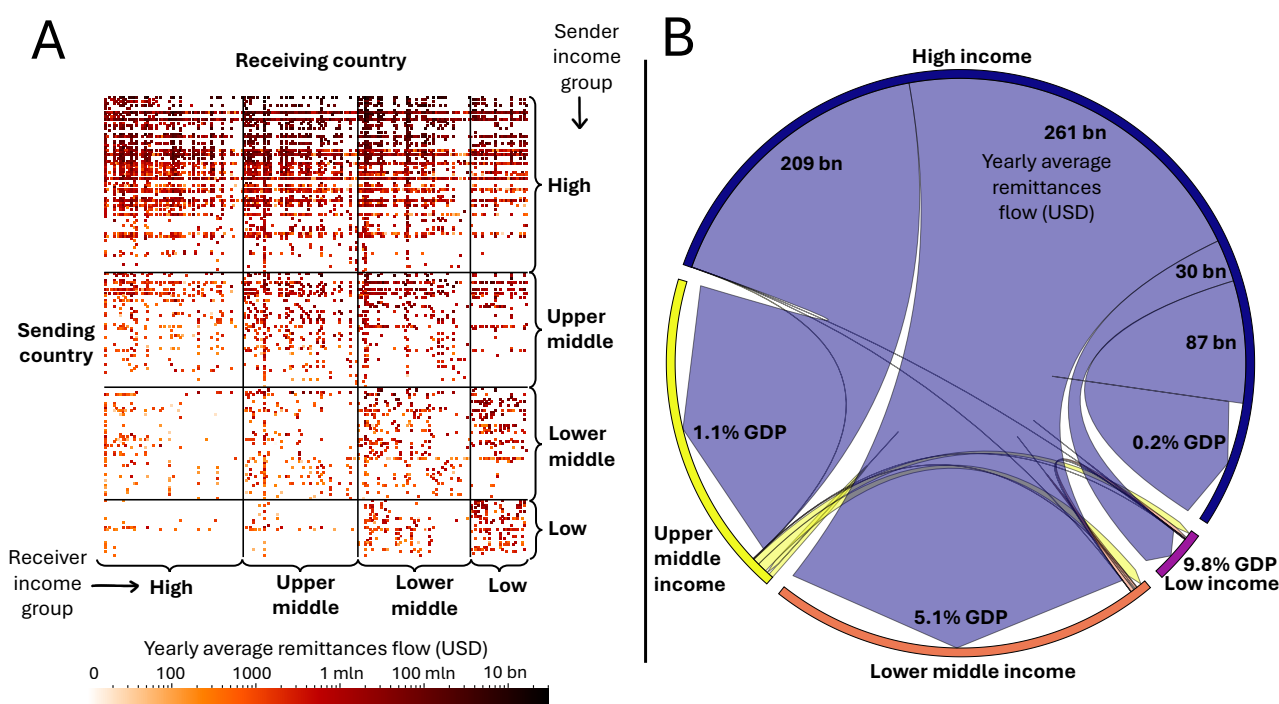 A
Receiving country
Sender
income
group
High
Upper
middle
Lower
middle
Low
Sending
country
Receiver
income
group
High
Upper
middle
Lower
middle
Low
Yearly average remittances flow (USD)
0 100 1000 1 mln 100 mln 10 bn
B
High income
209 bn
261 bn
Yearly average
remittances
flow (USD)
30 bn
87 bn
0.2% GDP
1.1% GDP
Upper
middle
income
9.8% GDP
Low income
5.1% GDP
Lower middle income